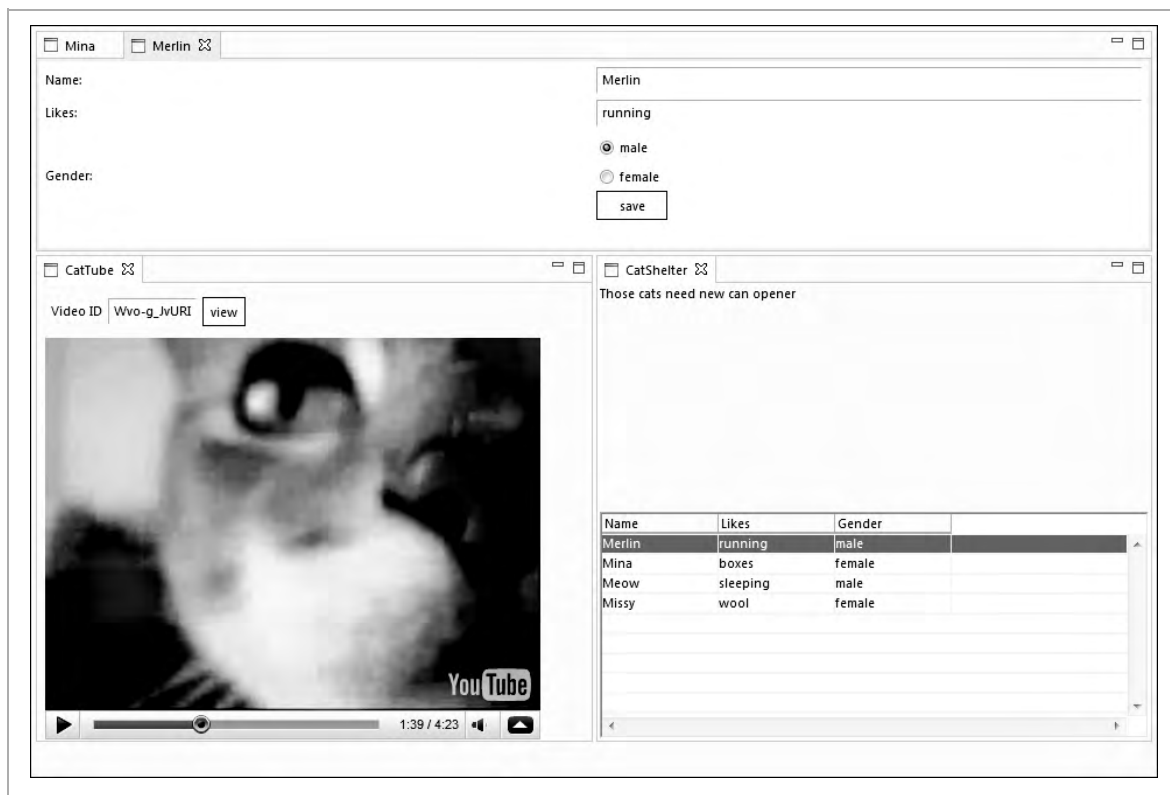 Mina Merlin
Name: Merlin
Likes: running
male
Gender:
female
save
CatTube
Video ID Wvo-g_JvURI view
YouTube
1:39 / 4:23
CatShelter
Those cats need new can opener
Name Likes Gender
Merlin running male
Mina boxes female
Meow sleeping male
Missy wool female